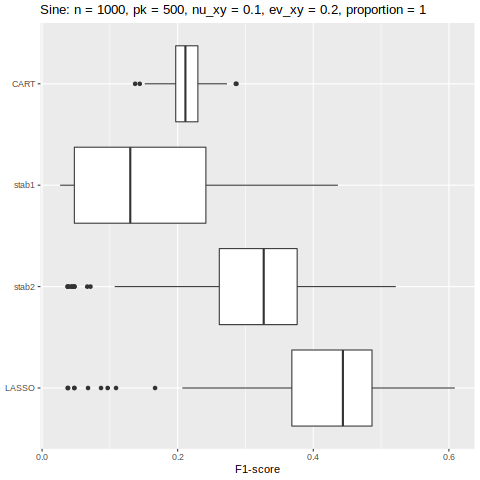 Sine: n = 1000, pk = 500, nu_xy = 0.1, ev_xy = 0.2, proportion = 1
CART
stab1
stab2
LASSO
0.0 0.2 0.4 0.6
F1-score